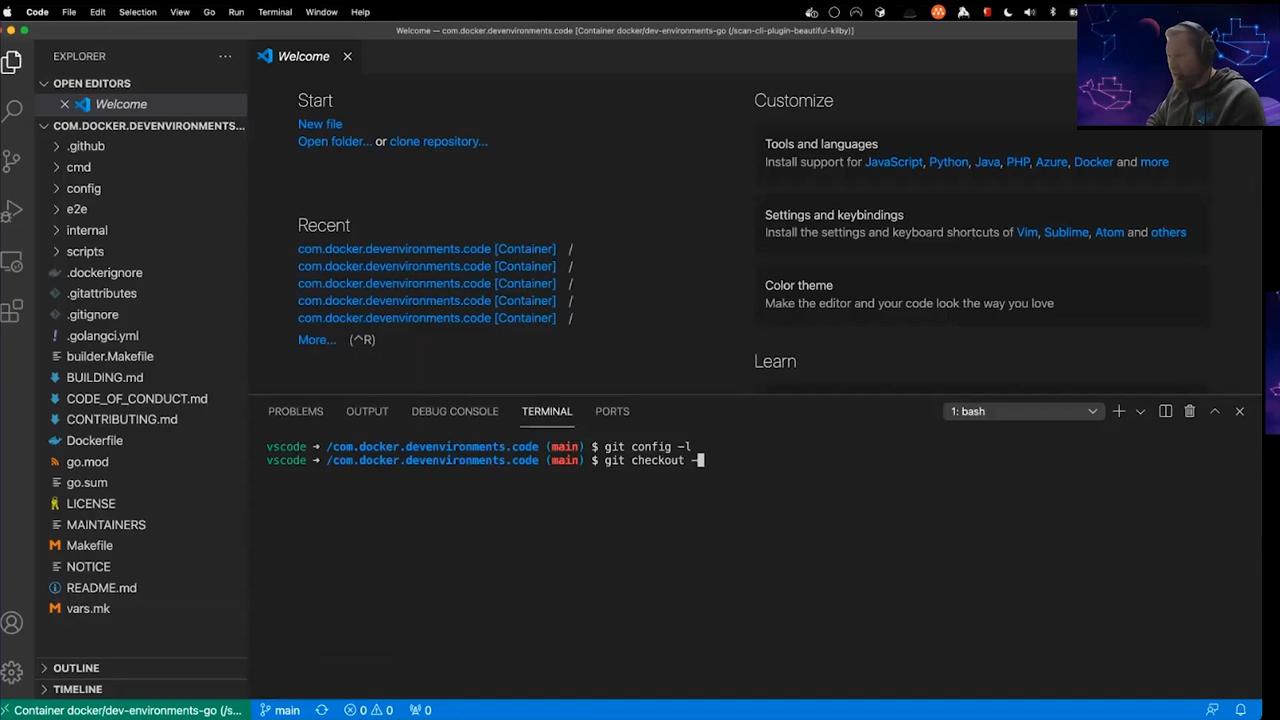 Code File Edit Selection View Go Run Terminal Window Help
Welcome — com.docker.devenvironments.code [Container docker/dev-environments-go (/scan-cli-plugin-beautiful-kilby)]
EXPLORER
Welcome
OPEN EDITORS
Welcome
COM.DOCKER.DEVENVIRONMENTS...
.github
cmd
config
e2e
internal
scripts
.dockerignore
.gitattributes
.gitignore
.golangci.yml
builder.Makefile
BUILDING.md
CODE_OF_CONDUCT.md
CONTRIBUTING.md
Dockerfile
go.mod
go.sum
LICENSE
MAINTAINERS
Makefile
NOTICE
README.md
vars.mk
OUTLINE
TIMELINE
Start
New file
Open folder... or clone repository...
Recent
com.docker.devenvironments.code [Container] /
com.docker.devenvironments.code [Container] /
com.docker.devenvironments.code [Container] /
com.docker.devenvironments.code [Container] /
com.docker.devenvironments.code [Container] /
More... (^R)
Customize
Tools and languages
Install support for JavaScript, Python, Java, PHP, Azure, Docker and more
Settings and keybindings
Install the settings and keyboard shortcuts of Vim, Sublime, Atom and others
Color theme
Make the editor and your code look the way you love
Learn
PROBLEMS OUTPUT DEBUG CONSOLE TERMINAL PORTS 1: bash
vscode ➜ /com.docker.devenvironments.code (main) $ git config -l
vscode ➜ /com.docker.devenvironments.code (main) $ git checkout -
Container docker/dev-environments-go (/s... main 0 0 0